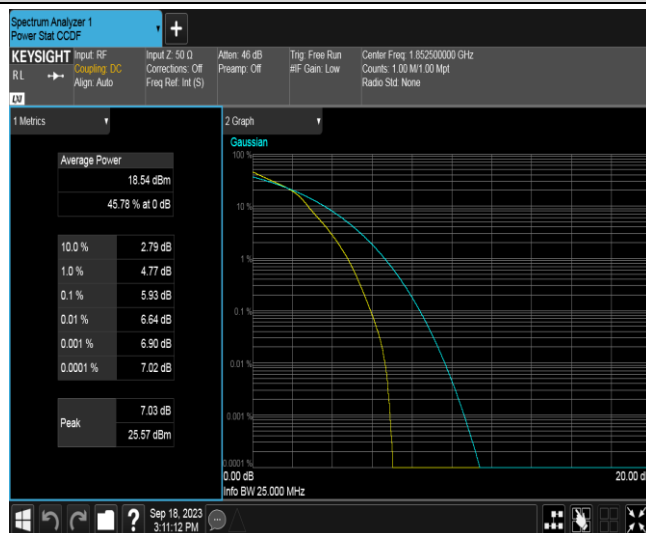 Spectrum Analyzer 1
Power Stat CCDF
KEYSIGHT
RL
LXI
Input: RF
Coupling: DC
Align: Auto
Input Z: 50 Ω
Corrections: Off
Freq Ref: Int (S)
Atten: 46 dB
Preamp: Off
Trig: Free Run
#IF Gain: Low
Center Freq: 1.852500000 GHz
Counts: 1.00 M/1.00 Mpt
Radio Std: None
1 Metrics
Average Power
18.54 dBm
45.78 % at 0 dB
10.0 % 2.79 dB
1.0 % 4.77 dB
0.1 % 5.93 dB
0.01 % 6.64 dB
0.001 % 6.90 dB
0.0001 % 7.02 dB
Peak
7.03 dB
25.57 dBm
2 Graph
Gaussian
100 %
10 %
1 %
0.1 %
0.01 %
0.001 %
0.0001 %
0.00 dB
20.00 d
Info BW 25.000 MHz
Sep 18, 2023
3:11:12 PM